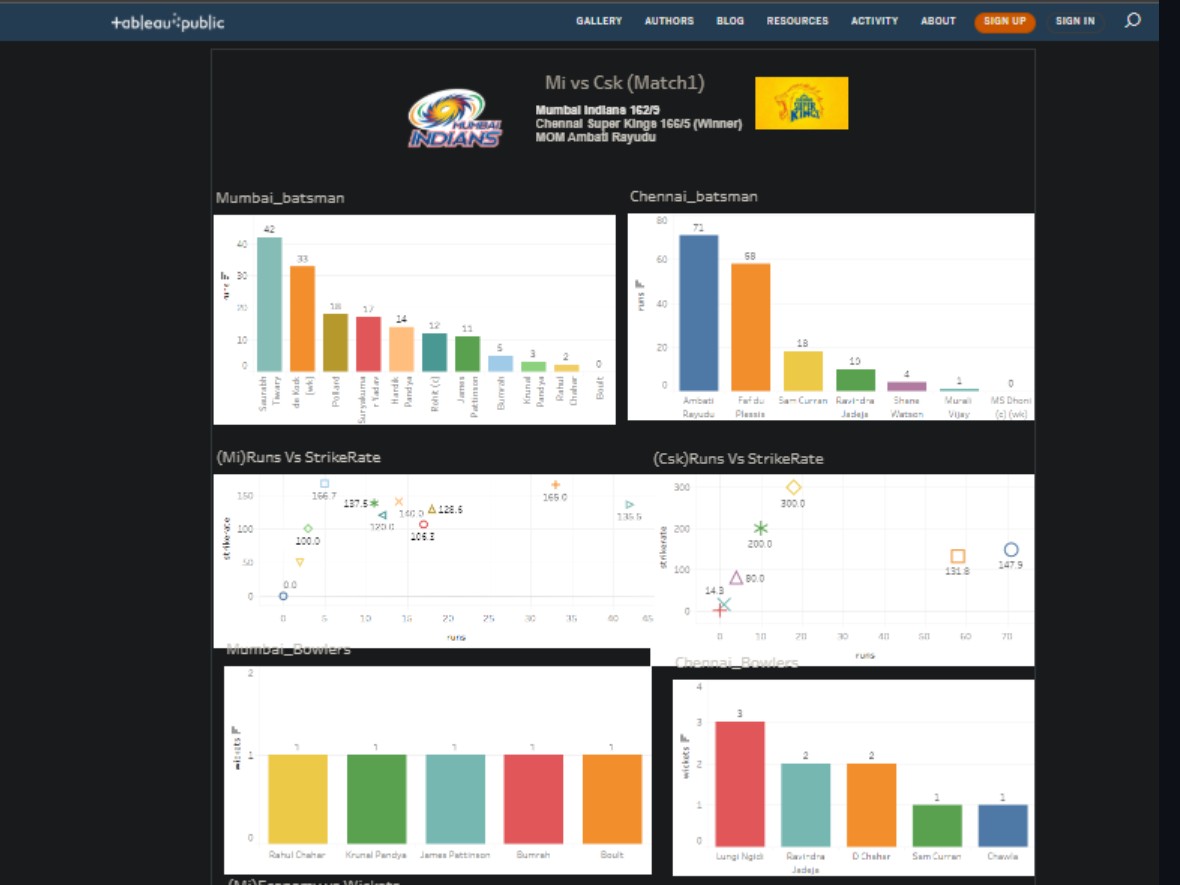 +ableau public
GALLERY AUTHORS BLOG RESOURCES ACTIVITY ABOUT SIGN UP SIGN IN
Mi vs Csk (Match1)
Mumbai Indians 162/9
Chennai Super Kings 166/5 (Winner)
MOM Ambati Rayudu
MUMBAI
INDIANS
SUPER
KINGS
Mumbai_batsman
runs
40
30
20
10
0
42
33
18
17
14
12
11
5
3
2
0
Saurabh Tiwary
de Kock (wk)
Pollard
Suryakuma r Yadav
Hardik Pandya
Rohit (c)
James Pattinson
Bumrah
Krunal Pandya
Rahul Chahar
Boult
Chennai_batsman
runs
80
60
40
20
0
71
58
18
10
4
1
0
Ambati Rayudu
Faf du Plessis
Sam Curran
Ravindra Jadeja
Shane Watson
Murali Vijay
MS Dhoni (c) (wk)
(Mi)Runs Vs StrikeRate
strikerate
150
100
50
0
166.7
137.5
140.0
128.6
120.0
106.3
100.0
165.0
135.5
0.0
0 5 10 15 20 25 30 35 40 45
runs
(Csk)Runs Vs StrikeRate
strikerate
300
200
100
0
300.0
200.0
131.8
147.9
80.0
14.3
0 10 20 30 40 50 60 70
runs
Mumbai_Bowlers
wickets
2
1
0
1 1 1 1 1
Rahul Chahar Krunal Pandya James Pattinson Bumrah Boult
Chennai_Bowlers
wickets
4
3
2
1
0
3
2
2
1
1
Lungi Ngidi
Ravindra Jadeja
D Chahar
Sam Curran
Chawla
(Mi)Economy vs Wickets